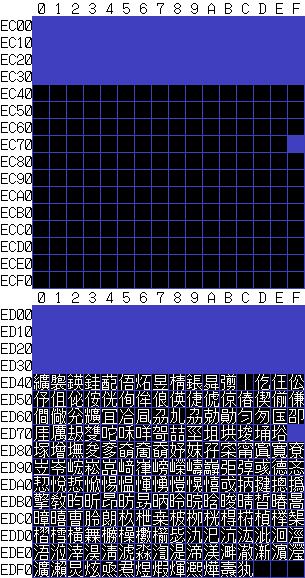 0 1 2 3 4 5 6 7 8 9 A B C D E F
EC00
EC10
EC20
EC30
EC40
EC50
EC60
EC70
EC80
EC90
ECA0
ECB0
ECC0
ECD0
ECE0
ECF0
0 1 2 3 4 5 6 7 8 9 A B C D E F
ED00
ED10
ED20
ED30
ED40 纊褜鍈銈蓜俉炻昱棈鋹曻彅丨仡仼伀
ED50 伃伹佖侒侊侚侔俍偀倢俿倞偆偰偂傔
ED60 僴僘兊兤冝冾凬刕劜劦勀勛匀匇匤卲
ED70 厓厲叝﨎咜咊咩哿喆坙坥垬埈埇﨏
ED80 塚增墲夋奓奛奝奣妤妺孖寀甯寘寬尞
ED90 岦岺峵崧嵓﨑嵂嵭嶸嶹巐弡弴彧德忞
EDA0 恝悅悊惞惕愠惲愑愷愰憘戓抦揵摠撝
EDB0 擎敎昀昕昻昉昮昞昤晥晗晙晴晳暙暠
EDC0 暲暿曺朎朗杦枻桒柀栁桄棏﨓楨﨔榘
EDD0 槢樰橫橆橳橾櫢櫤毖氿汜沆汯泚洄涇
EDE0 浯涖涬淏淸淲淼渹湜渧渼溿澈澵濵瀅
EDF0 瀇瀨炅炫焏焄煜煆煇凞燁燾犱